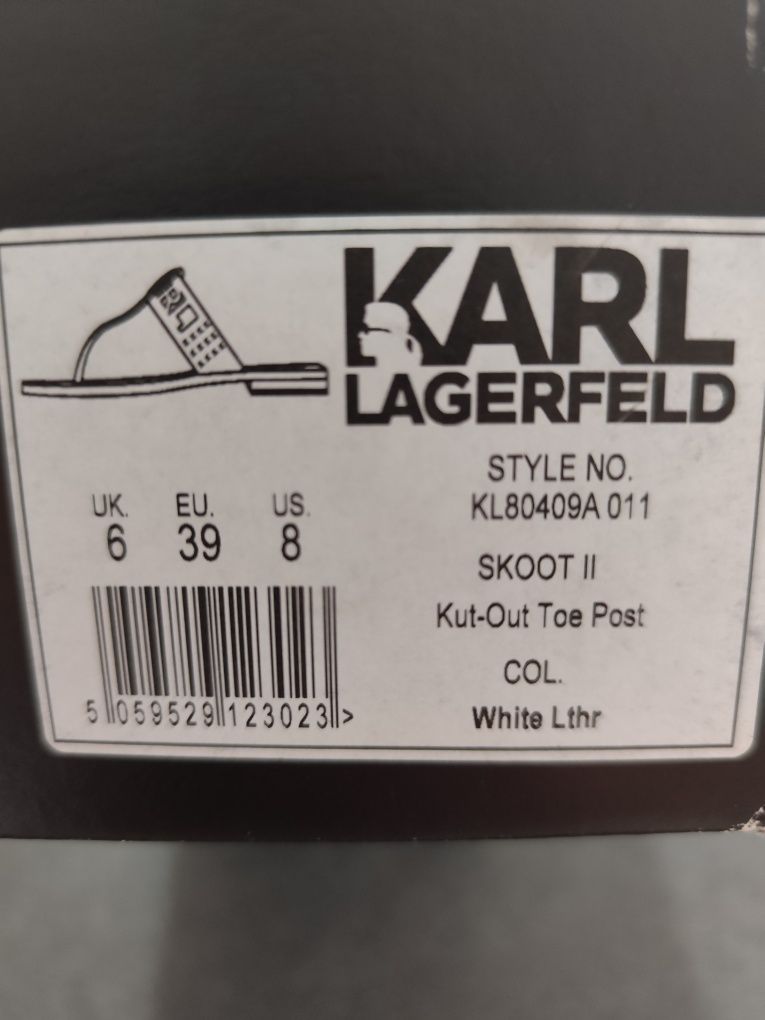 KARL
LAGERFELD
STYLE NO.
KL80409A 011
UK. EU. US.
6 39 8
SKOOT II
Kut-Out Toe Post
COL.
White Lthr
5 059529 123023 >